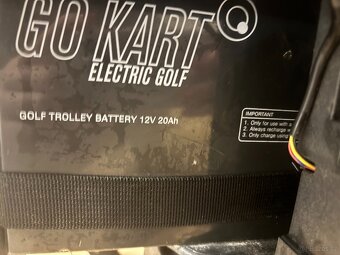 GO KART
ELECTRIC GOLF
GOLF TROLLEY BATTERY 12V 20Ah
IMPORTANT
1. Only for use with a
2. Always recharge w
3. Only charge using